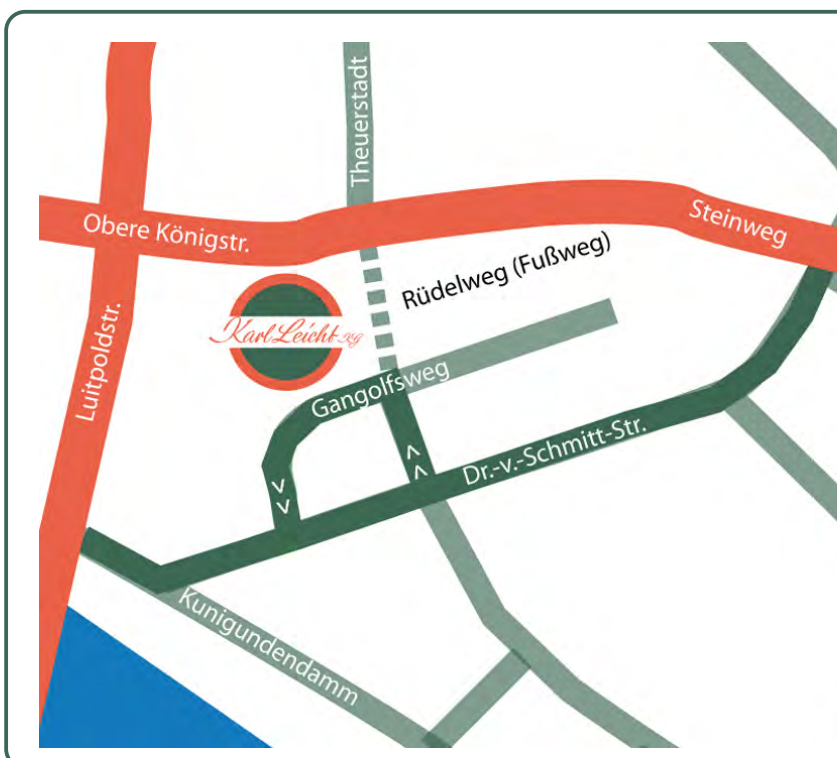 Theuerstadt
Obere Königstr.
Steinweg
Rüdelweg (Fußweg)
Karl Leicht KG
Luitpoldstr.
Gangolfsweg
Dr.-v.-Schmitt-Str.
Kunigundendamm